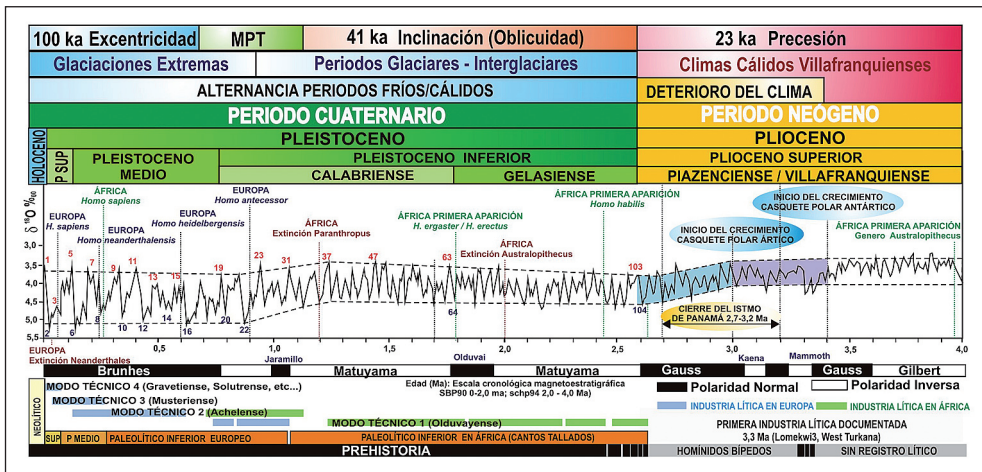 100 ka Excentricidad MPT 41 ka Inclinación (Oblicuidad) 23 ka Precesión
Glaciaciones Extremas Periodos Glaciares - Interglaciares Climas Cálidos Villafranquienses
ALTERNANCIA PERIODOS FRÍOS/CÁLIDOS DETERIORO DEL CLIMA
PERIODO CUATERNARIO PERIODO NEÓGENO
HOLOCENO
PLEISTOCENO PLIOCENO
P SUP
PLEISTOCENO
MEDIO
PLEISTOCENO INFERIOR PLIOCENO SUPERIOR
CALABRIENSE GELASIENSE PIAZENCIENSE / VILLAFRANQUIENSE
δ ¹⁸O %₀₀
3,0
3,5
4,0
4,5
5,0
5,5
EUROPA
H. sapiens
ÁFRICA
Homo sapiens
EUROPA
Homo neanderthalensis
EUROPA
Homo heidelbergensis
EUROPA
Homo antecessor
ÁFRICA
Extinción Paranthropus
ÁFRICA PRIMERA APARICIÓN
H. ergaster / H. erectus
ÁFRICA
Extinción Australopithecus
ÁFRICA PRIMERA APARICIÓN
Homo habilis
INICIO DEL CRECIMIENTO
CASQUETE POLAR ANTÁRTICO
INICIO DEL CRECIMIENTO
CASQUETE POLAR ÁRTICO
ÁFRICA PRIMERA APARICIÓN
Genero Australopithecus
1 3 5 7 9 11 13 15 19 23 31 37 47 63 103
2 6 8 10 12 14 16 20 22 64 104
CIERRE DEL ISTMO
DE PANAMÁ 2,7-3,2 Ma
EUROPA
Extinción Neanderthales
0,5 1,0 1,5 2,0 2,5 3,0 3,5 4,0
Jaramillo Olduvai Kaena Mammoth
Brunhes Matuyama Matuyama Gauss Gauss Gilbert
NEOLÍTICO
MODO TÉCNICO 4 (Gravetiense, Solutrense, etc...)
MODO TÉCNICO 3 (Musteriense)
MODO TÉCNICO 2 (Achelense)
MODO TÉCNICO 1 (Olduvayense)
Edad (Ma): Escala cronológica magnetoestratigráfica
SBP90 0-2,0 ma; schp94 2,0 - 4,0 Ma)
Polaridad Normal Polaridad Inversa
INDUSTRIA LÍTICA EN EUROPA INDUSTRIA LÍTICA EN ÁFRICA
PRIMERA INDUSTRIA LÍTICA DOCUMENTADA
3,3 Ma (Lomekwi3, West Turkana)
SUP P MEDIO PALEOLÍTICO INFERIOR EUROPEO PALEOLÍTICO INFERIOR EN ÁFRICA (CANTOS TALLADOS)
PREHISTORIA HOMÍNIDOS BÍPEDOS SIN REGISTRO LÍTICO